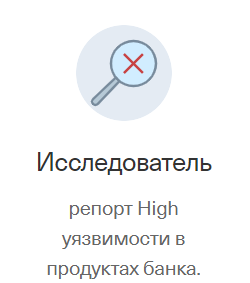 Исследователь
репорт High
уязвимости в
продуктах банка.